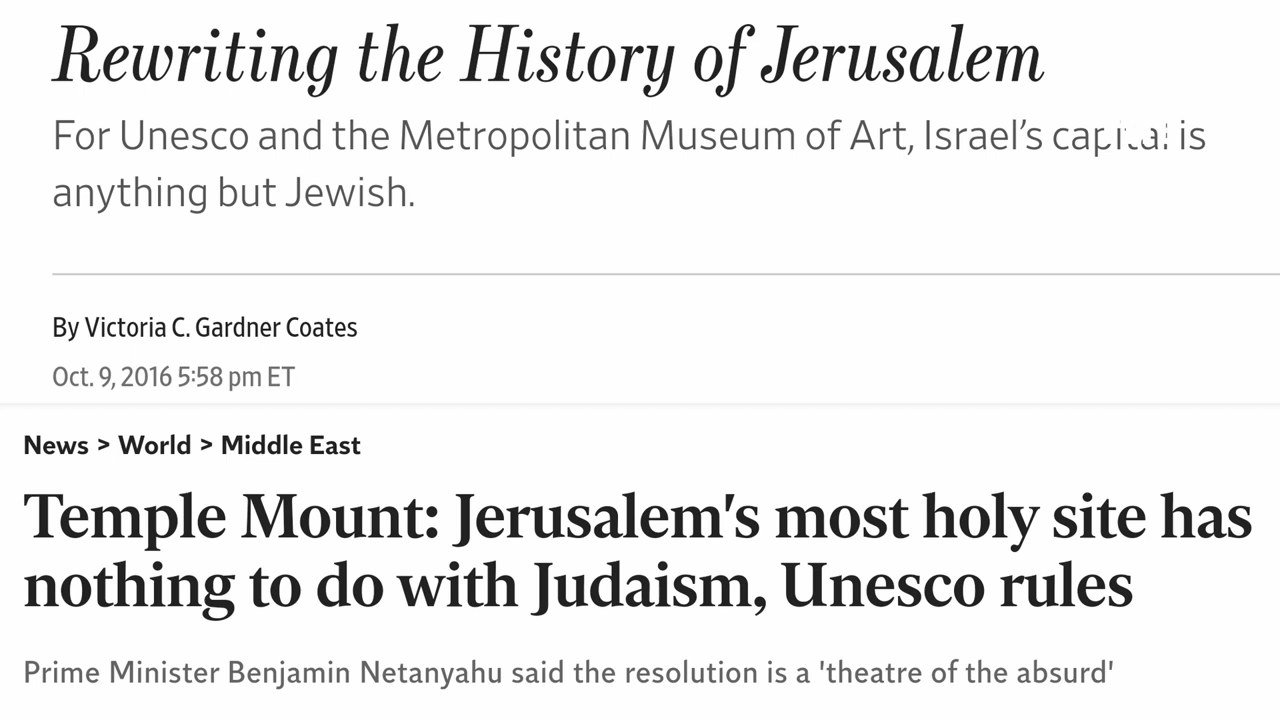 Rewriting the History of Jerusalem
For Unesco and the Metropolitan Museum of Art, Israel’s capital is
anything but Jewish.
By Victoria C. Gardner Coates
Oct. 9, 2016 5:58 pm ET
News > World > Middle East
Temple Mount: Jerusalem's most holy site has
nothing to do with Judaism, Unesco rules
Prime Minister Benjamin Netanyahu said the resolution is a 'theatre of the absurd'